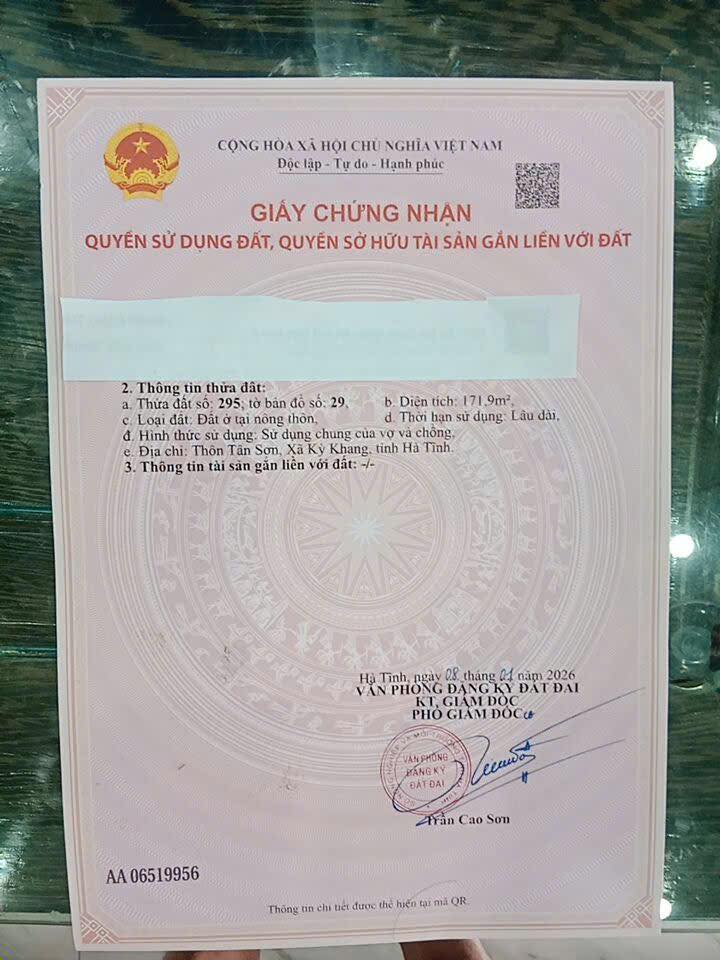 CỘNG HÒA XÃ HỘI CHỦ NGHĨA VIỆT NAM
Độc lập - Tự do - Hạnh phúc
GIẤY CHỨNG NHẬN
QUYỀN SỬ DỤNG ĐẤT, QUYỀN SỞ HỮU TÀI SẢN GẮN LIỀN VỚI ĐẤT
2. Thông tin thửa đất:
a. Thửa đất số: 295; tờ bản đồ số: 29, b. Diện tích: 171,9m²,
c. Loại đất: Đất ở tại nông thôn, d. Thời hạn sử dụng: Lâu dài,
đ. Hình thức sử dụng: Sử dụng chung của vợ và chồng,
e. Địa chỉ: Thôn Tân Sơn, Xã Kỳ Khang, tỉnh Hà Tĩnh.
3. Thông tin tài sản gắn liền với đất: -/-
Hà Tĩnh, ngày 08 tháng 01 năm 2026
VĂN PHÒNG ĐĂNG KÝ ĐẤT ĐAI
KT, GIÁM ĐỐC
PHÓ GIÁM ĐỐC
VĂN PHÒNG
ĐĂNG KÝ
ĐẤT ĐAI
Trần Cao Sơn
AA 06519956
Thông tin chi tiết được thể hiện tại mã QR.